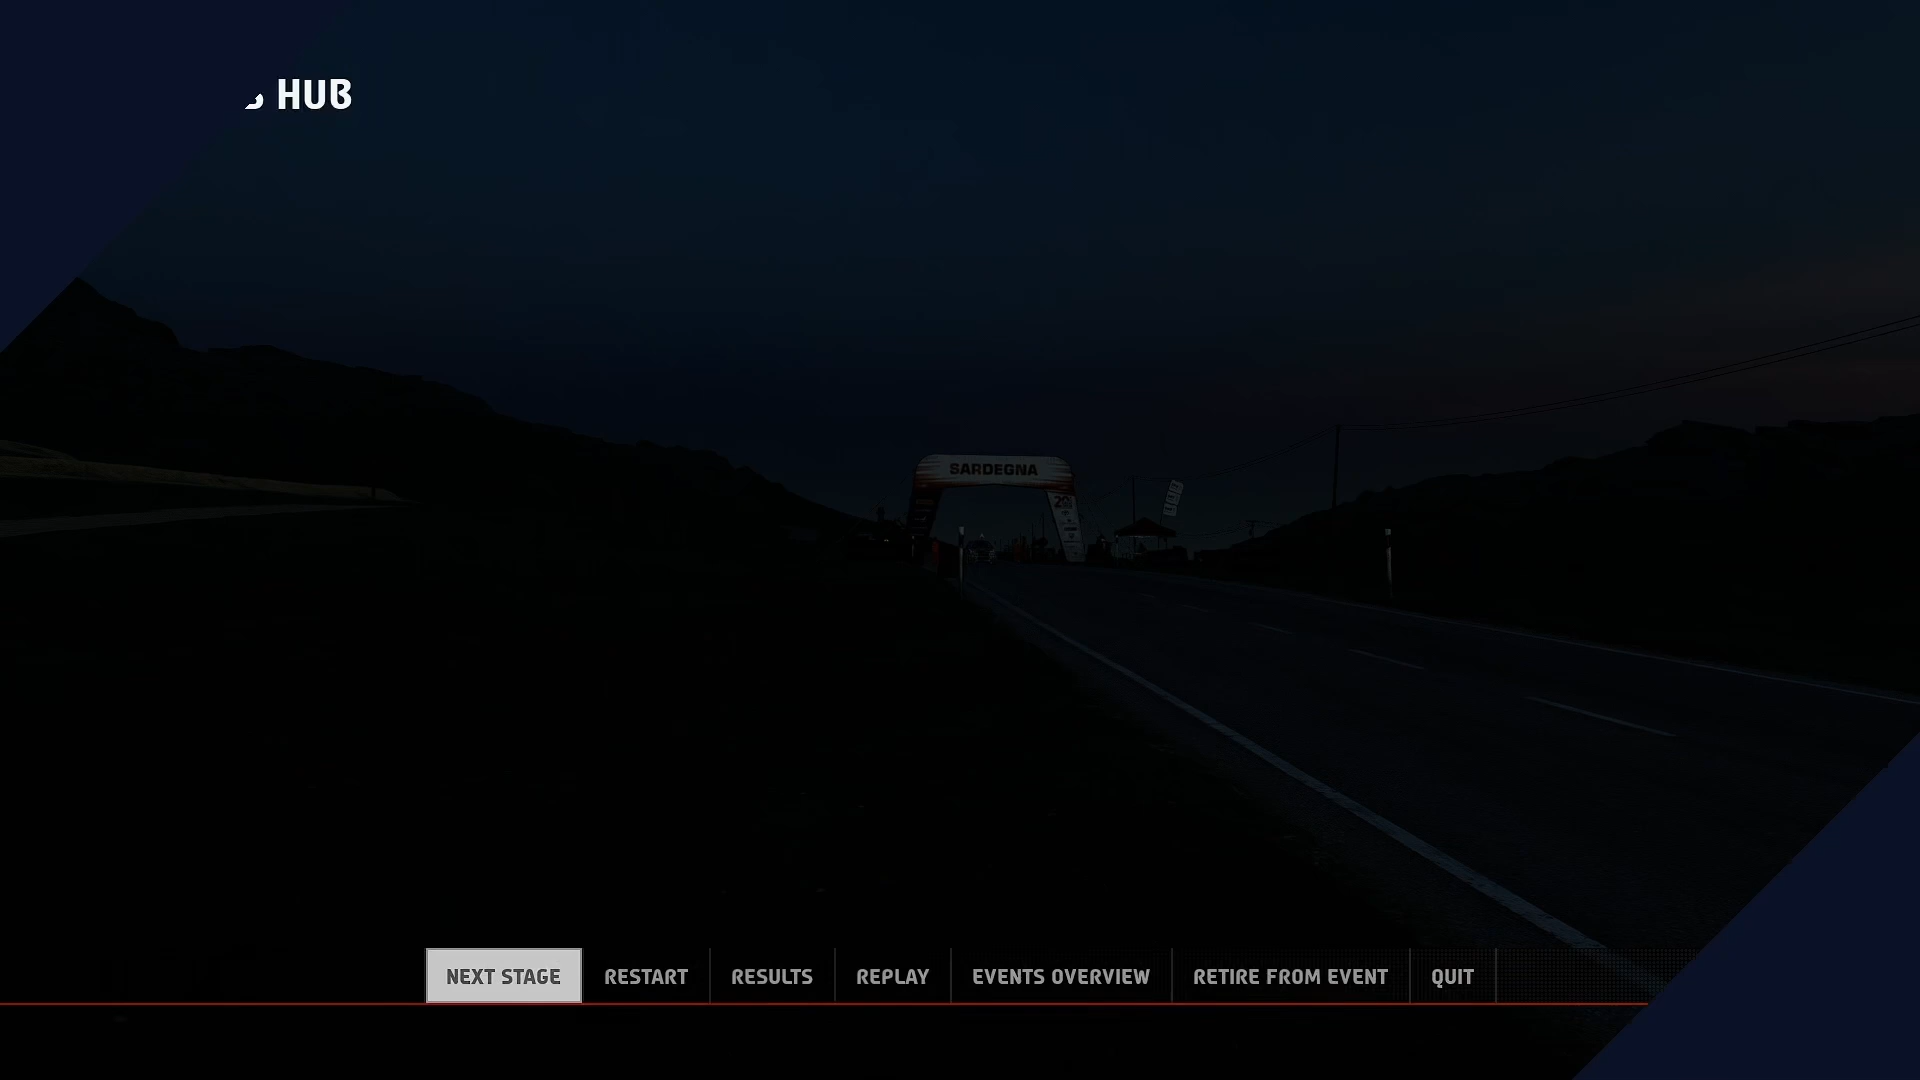 HUB
SARDEGNA
NEXT STAGE
RESTART
RESULTS
REPLAY
EVENTS OVERVIEW
RETIRE FROM EVENT
QUIT